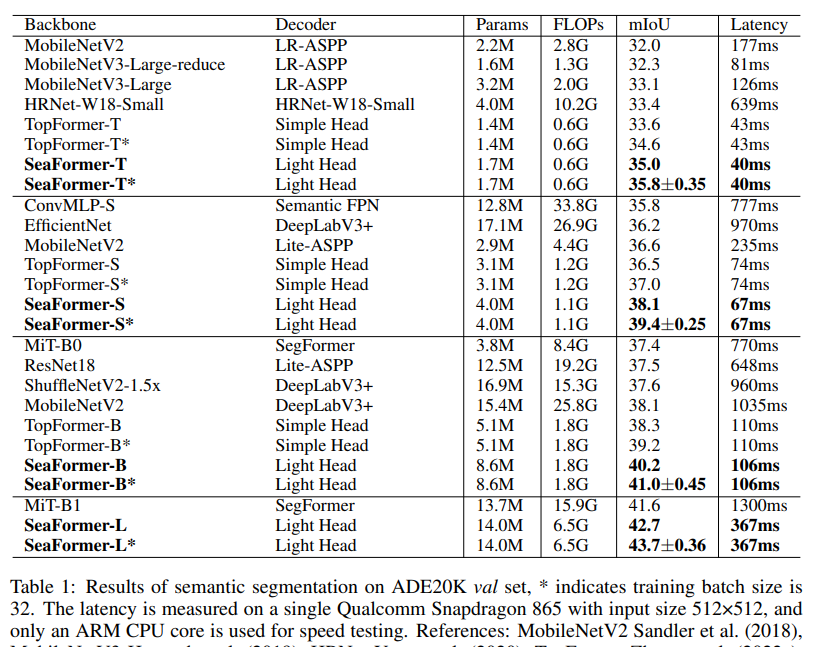 Backbone Decoder Params FLOPs mIoU Latency
MobileNetV2 LR-ASPP 2.2M 2.8G 32.0 177ms
MobileNetV3-Large-reduce LR-ASPP 1.6M 1.3G 32.3 81ms
MobileNetV3-Large LR-ASPP 3.2M 2.0G 33.1 126ms
HRNet-W18-Small HRNet-W18-Small 4.0M 10.2G 33.4 639ms
TopFormer-T Simple Head 1.4M 0.6G 33.6 43ms
TopFormer-T* Simple Head 1.4M 0.6G 34.6 43ms
SeaFormer-T Light Head 1.7M 0.6G 35.0 40ms
SeaFormer-T* Light Head 1.7M 0.6G 35.8±0.35 40ms
ConvMLP-S Semantic FPN 12.8M 33.8G 35.8 777ms
EfficientNet DeepLabV3+ 17.1M 26.9G 36.2 970ms
MobileNetV2 Lite-ASPP 2.9M 4.4G 36.6 235ms
TopFormer-S Simple Head 3.1M 1.2G 36.5 74ms
TopFormer-S* Simple Head 3.1M 1.2G 37.0 74ms
SeaFormer-S Light Head 4.0M 1.1G 38.1 67ms
SeaFormer-S* Light Head 4.0M 1.1G 39.4±0.25 67ms
MiT-B0 SegFormer 3.8M 8.4G 37.4 770ms
ResNet18 Lite-ASPP 12.5M 19.2G 37.5 648ms
ShuffleNetV2-1.5x DeepLabV3+ 16.9M 15.3G 37.6 960ms
MobileNetV2 DeepLabV3+ 15.4M 25.8G 38.1 1035ms
TopFormer-B Simple Head 5.1M 1.8G 38.3 110ms
TopFormer-B* Simple Head 5.1M 1.8G 39.2 110ms
SeaFormer-B Light Head 8.6M 1.8G 40.2 106ms
SeaFormer-B* Light Head 8.6M 1.8G 41.0±0.45 106ms
MiT-B1 SegFormer 13.7M 15.9G 41.6 1300ms
SeaFormer-L Light Head 14.0M 6.5G 42.7 367ms
SeaFormer-L* Light Head 14.0M 6.5G 43.7±0.36 367ms
Table 1: Results of semantic segmentation on ADE20K val set, * indicates training batch size is
32. The latency is measured on a single Qualcomm Snapdragon 865 with input size 512×512, and
only an ARM CPU core is used for speed testing. References: MobileNetV2 Sandler et al. (2018),